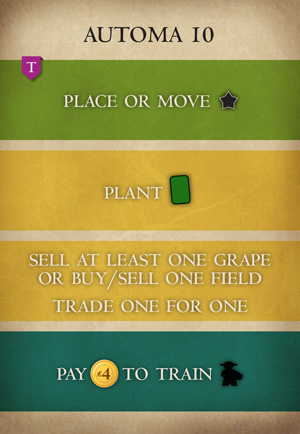 AUTOMA 10
T
PLACE OR MOVE
PLANT
SELL AT LEAST ONE GRAPE
OR BUY/SELL ONE FIELD
TRADE ONE FOR ONE
PAY 4 TO TRAIN